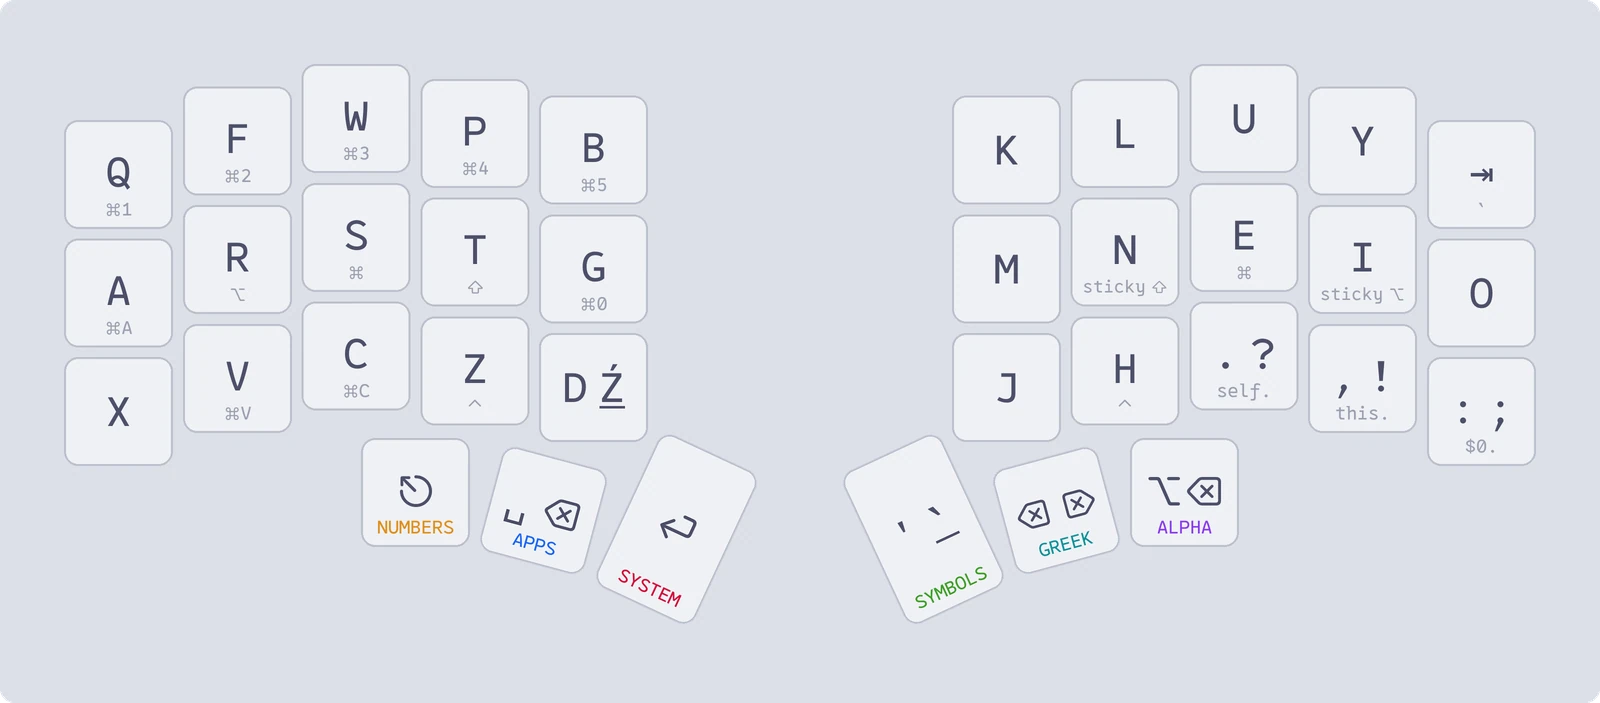 Q
⌘1
F
⌘2
W
⌘3
P
⌘4
B
⌘5
K
L
U
Y
⇥
`
A
⌘A
R
⌥
S
⌘
T
⇧
G
⌘0
M
N
sticky ⇧
E
⌘
I
sticky ⌥
O
X
V
⌘V
C
⌘C
Z
^
D Ź
J
H
^
. ?
self.
, !
this.
: ;
$0.
NUMBERS
␣ ⌫
APPS
↩
SYSTEM
' `
SYMBOLS
⌫ ⌦
GREEK
⌥⌫
ALPHA